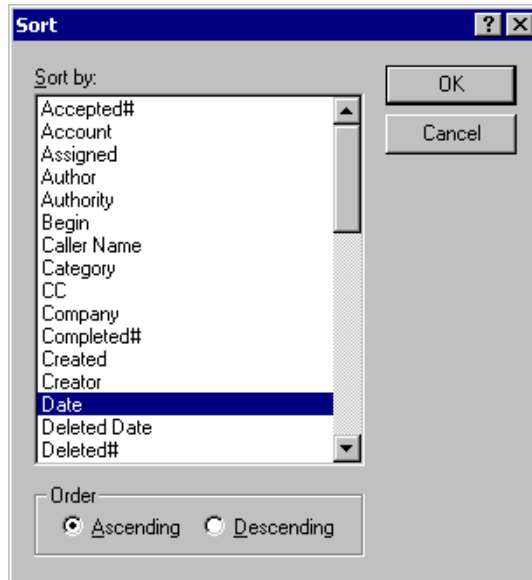 Sort
Sort by:
OK
Cancel
Accepted#
Account
Assigned
Author
Authority
Begin
Caller Name
Category
CC
Company
Completed#
Created
Creator
Date
Deleted Date
Deleted#
Order
Ascending Descending